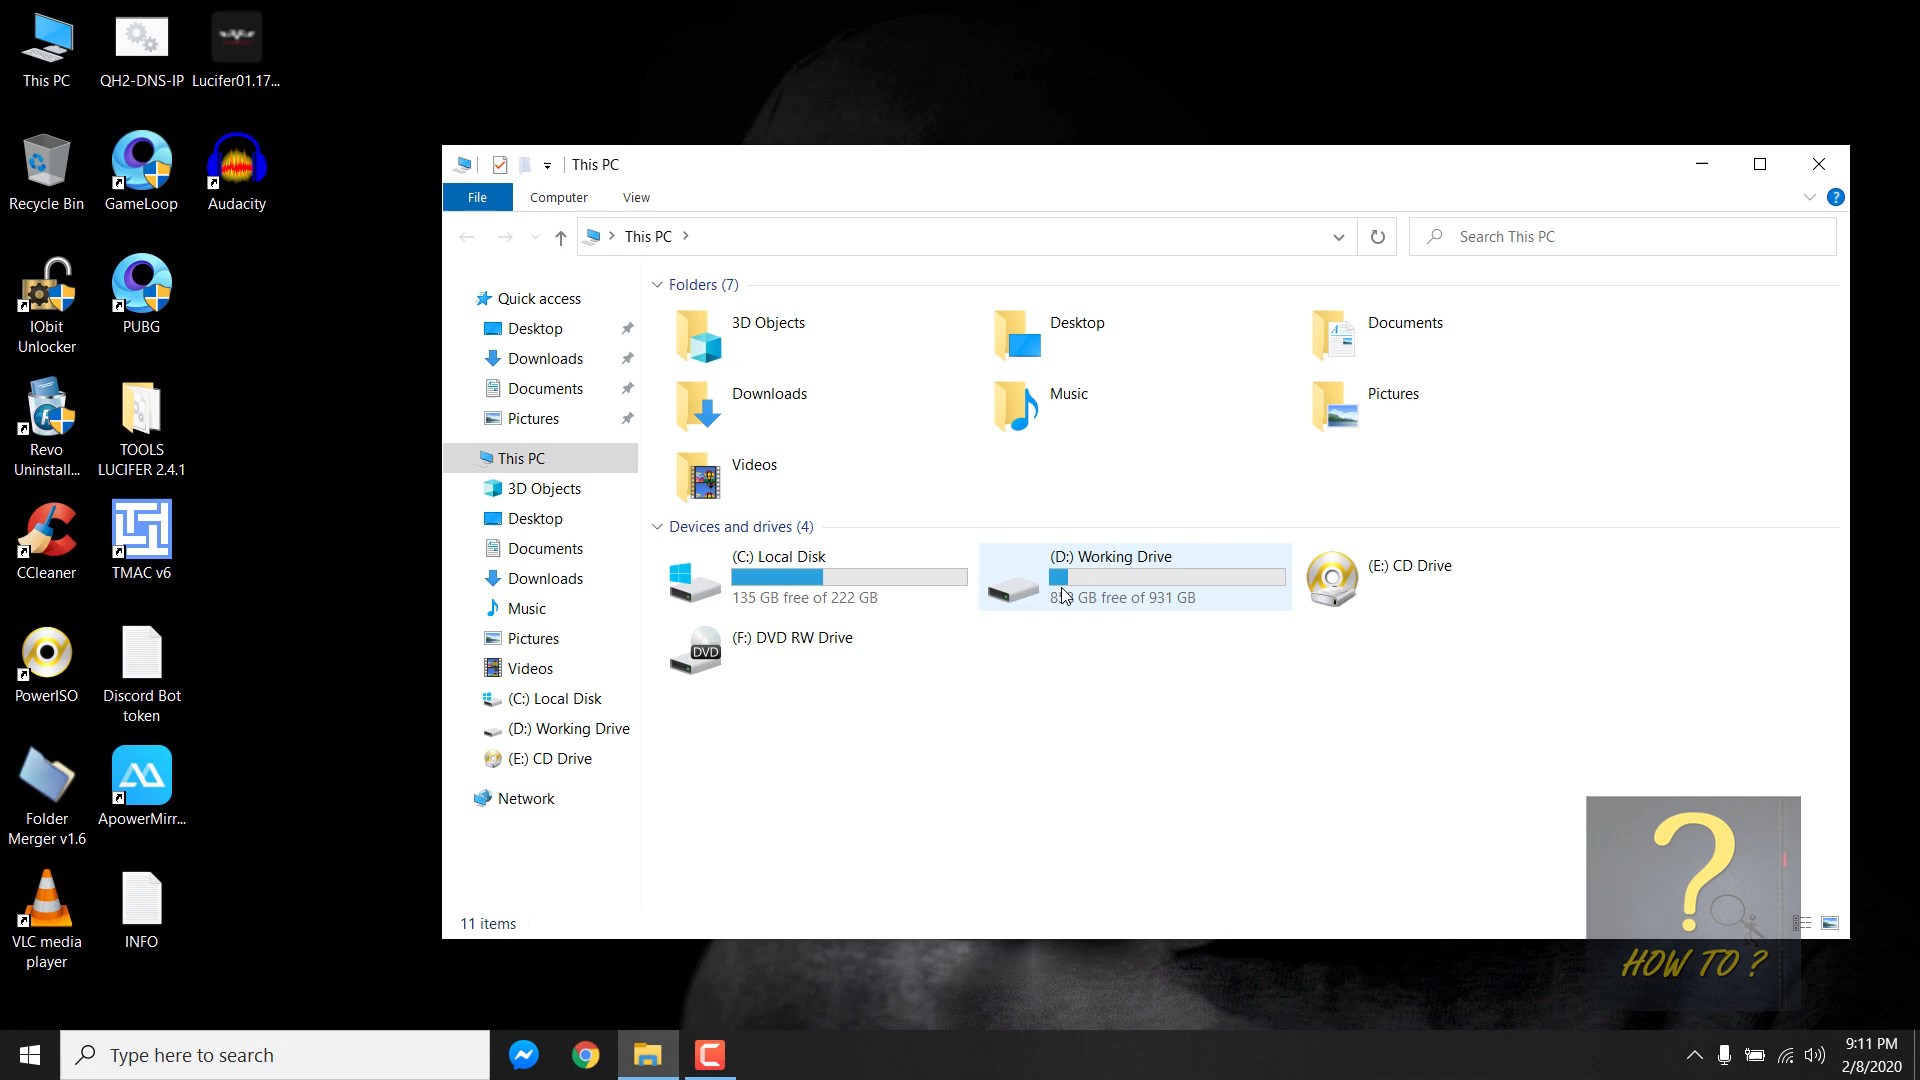 This PC
QH2-DNS-IP
Lucifer01.17...
Recycle Bin
GameLoop
Audacity
IObit
Unlocker
PUBG
Revo
Uninstall...
TOOLS
LUCIFER 2.4.1
CCleaner
TMAC v6
PowerISO
Discord Bot
token
Folder
Merger v1.6
ApowerMirr...
VLC media
player
INFO
This PC
File
Computer
View
?
This PC
Search This PC
Quick access
Desktop
Downloads
Documents
Pictures
This PC
3D Objects
Desktop
Documents
Downloads
Music
Pictures
Videos
(C:) Local Disk
(D:) Working Drive
(E:) CD Drive
Network
Folders (7)
3D Objects
Desktop
Documents
Downloads
Music
Pictures
Videos
Devices and drives (4)
(C:) Local Disk
135 GB free of 222 GB
(D:) Working Drive
GB free of 931 GB
(E:) CD Drive
DVD
(F:) DVD RW Drive
11 items
?
HOW TO ?
Type here to search
9:11 PM
2/8/2020